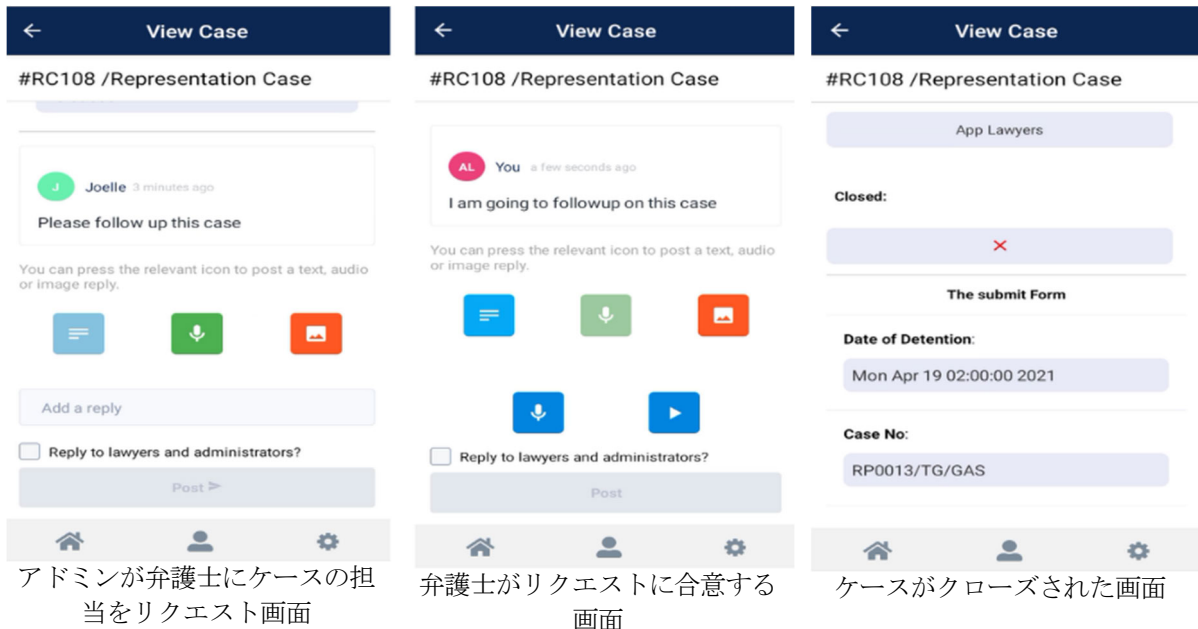 View Case
#RC108 /Representation Case
J
Joelle 3 minutes ago
Please follow up this case
You can press the relevant icon to post a text, audio
or image reply.
Add a reply
Reply to lawyers and administrators?
Post
アドミンが弁護士にケースの担
当をリクエスト画面
View Case
#RC108 /Representation Case
AL
You a few seconds ago
I am going to followup on this case
You can press the relevant icon to post a text, audio
or image reply.
Reply to lawyers and administrators?
Post
弁護士がリクエストに合意する
画面
View Case
#RC108 /Representation Case
App Lawyers
Closed:
The submit Form
Date of Detention:
Mon Apr 19 02:00:00 2021
Case No:
RP0013/TG/GAS
ケースがクローズされた画面